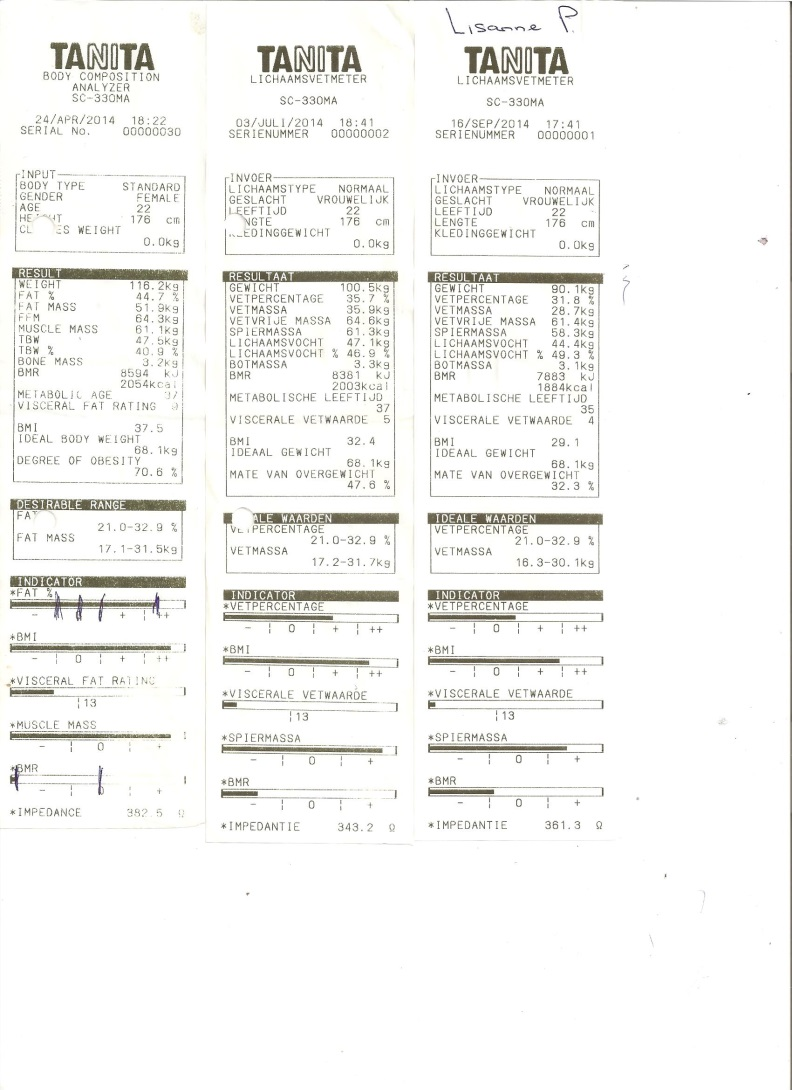 Lisanne P.
TANITA
BODY COMPOSITION
ANALYZER
SC-330MA
24/APR/2014 18:22
SERIAL No. 00000030
INPUT
BODY TYPE STANDARD
GENDER FEMALE
AGE 22
176 cm
WEIGHT
0.0kg
RESULT
WEIGHT 116.2kg
FAT % 44.7 %
FAT MASS 51.9kg
FFM 64.3kg
MUSCLE MASS 61.1kg
TBW 47.5kg
TBW % 40.9 %
BONE MASS 3.2kg
BMR 8594 kJ
2054kcal
METABOLIC AGE 37
VISCERAL FAT RATING
BMI 37.5
IDEAL BODY WEIGHT
68.1kg
DEGREE OF OBESITY
70.6 %
DESIRABLE RANGE
FAT
21.0-32.9 %
FAT MASS
17.1-31.5kg
INDICATOR
*FAT %
- + ++
*BMI
- 0 + ++
*VISCERAL FAT RATING
13
*MUSCLE MASS
- 0 +
*BMR
- 0 +
*IMPEDANCE 382.5 Ω
TANITA
LICHAAMSVETMETER
SC-330MA
03/JULI/2014 18:41
SERIENUMMER 00000002
INVOER
LICHAAMSTYPE NORMAAL
GESLACHT VROUWELIJK
LEEFTIJD 22
176 cm
KLEDINGGEWICHT
0.0kg
RESULTAAT
GEWICHT 100.5kg
VETPERCENTAGE 35.7 %
VETMASSA 35.9kg
VETVRIJE MASSA 64.6kg
SPIERMASSA 61.3kg
LICHAAMSVOCHT 47.1kg
LICHAAMSVOCHT % 46.9 %
BOTMASSA 3.3kg
BMR 8381 kJ
2003kcal
METABOLISCHE LEEFTIJD
37
VISCERALE VETWAARDE 5
BMI 32.4
IDEAAL GEWICHT
68.1kg
MATE VAN OVERGEWICHT
47.6 %
WAARDEN
VETPERCENTAGE
21.0-32.9 %
VETMASSA
17.2-31.7kg
INDICATOR
*VETPERCENTAGE
- 0 + ++
*BMI
- 0 + ++
*VISCERALE VETWAARDE
13
*SPIERMASSA
- 0 +
*BMR
- 0 +
*IMPEDANTIE 343.2 Ω
TANITA
LICHAAMSVETMETER
SC-330MA
16/SEP/2014 17:41
SERIENUMMER 00000001
INVOER
LICHAAMSTYPE NORMAAL
GESLACHT VROUWELIJK
LEEFTIJD 22
LENGTE 176 cm
KLEDINGGEWICHT
0.0kg
RESULTAAT
GEWICHT 90.1kg
VETPERCENTAGE 31.8 %
VETMASSA 28.7kg
VETVRIJE MASSA 61.4kg
SPIERMASSA 58.3kg
LICHAAMSVOCHT 44.4kg
LICHAAMSVOCHT % 49.3 %
BOTMASSA 3.1kg
BMR 7883 kJ
1884kcal
METABOLISCHE LEEFTIJD
35
VISCERALE VETWAARDE 4
BMI 29.1
IDEAAL GEWICHT
68.1kg
MATE VAN OVERGEWICHT
32.3 %
IDEALE WAARDEN
VETPERCENTAGE
21.0-32.9 %
VETMASSA
16.3-30.1kg
INDICATOR
*VETPERCENTAGE
- 0 + ++
*BMI
- 0 + ++
*VISCERALE VETWAARDE
13
*SPIERMASSA
- 0 +
*BMR
- 0 +
*IMPEDANTIE 361.3 Ω